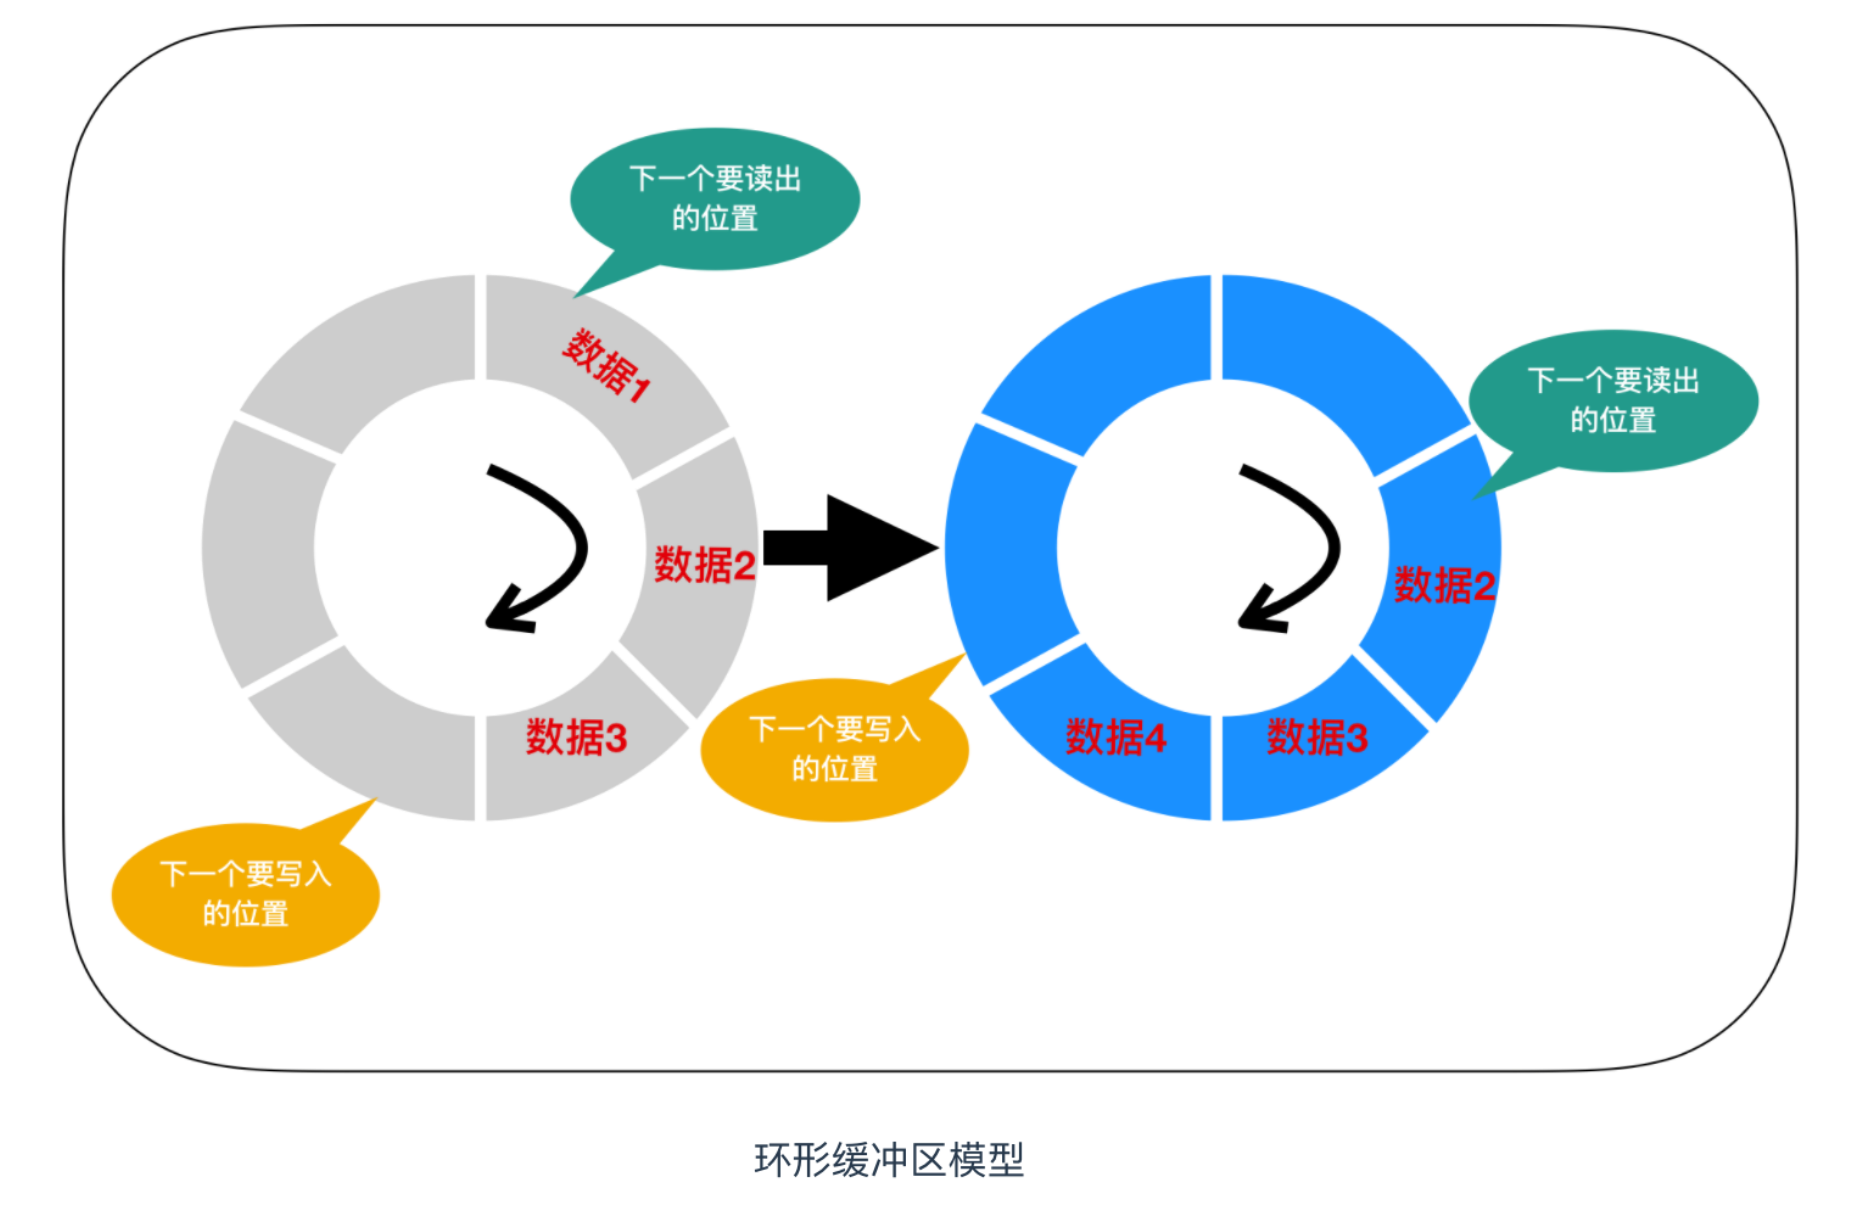 下一个要读出
的位置
数据1
数据2
数据3
下一个要写入
的位置
下一个要读出
的位置
数据2
数据3
数据4
下一个要写入
的位置
环形缓冲区模型